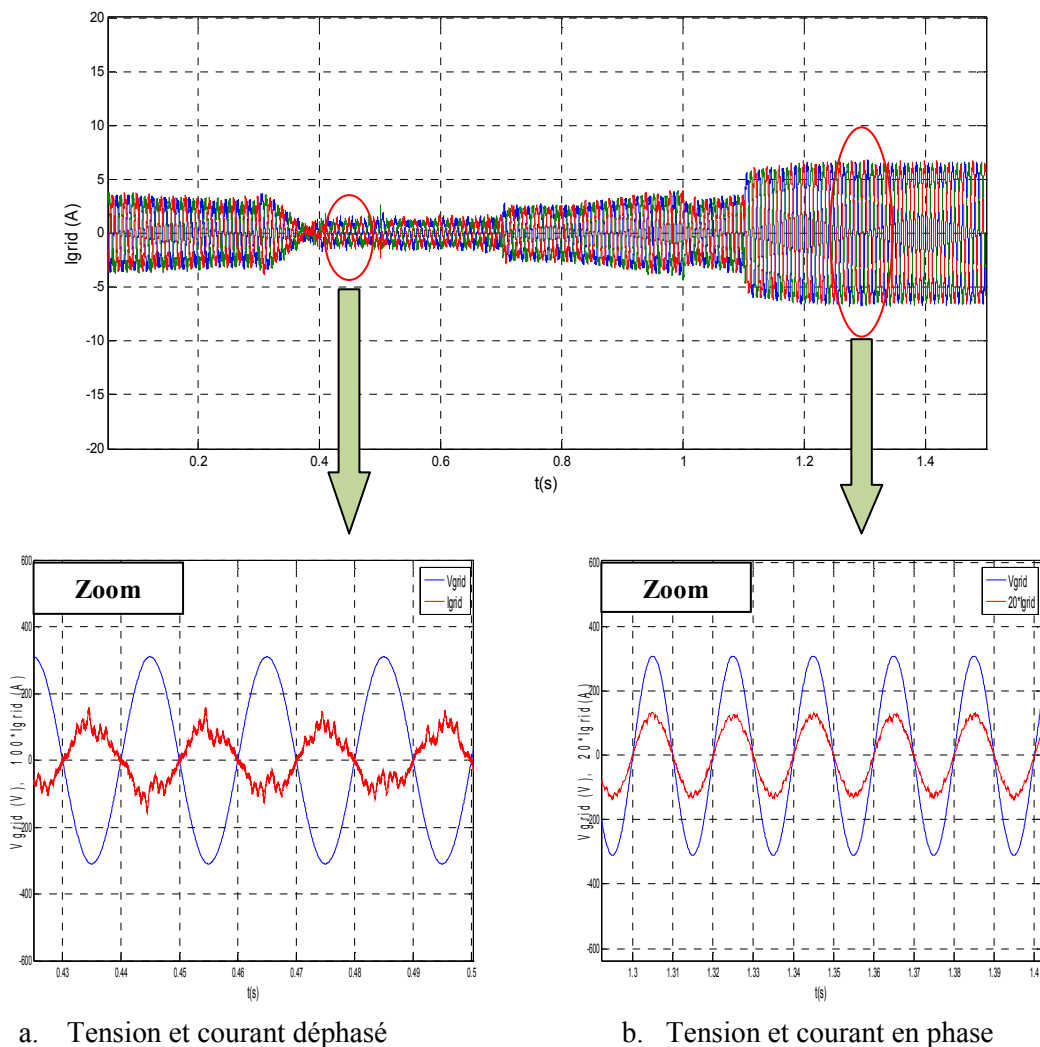 20
15
10
5
0
-5
-10
-15
-20
Igrid (A)
0.2 0.4 0.6 0.8 1 1.2 1.4
t(s)
Zoom
Vgrid
Igrid
600
400
200
0
-200
-400
-600
Vgrid (V), 100*Igrid (A)
0.43 0.44 0.45 0.46 0.47 0.48 0.49 0.5
t(s)
Zoom
Vgrid
20*Igrid
600
400
200
0
-200
-400
-600
Vgrid (V), 20*Igrid (A)
1.3 1.31 1.32 1.33 1.34 1.35 1.36 1.37 1.38 1.39 1.4
t(s)
a. Tension et courant déphasé
b. Tension et courant en phase